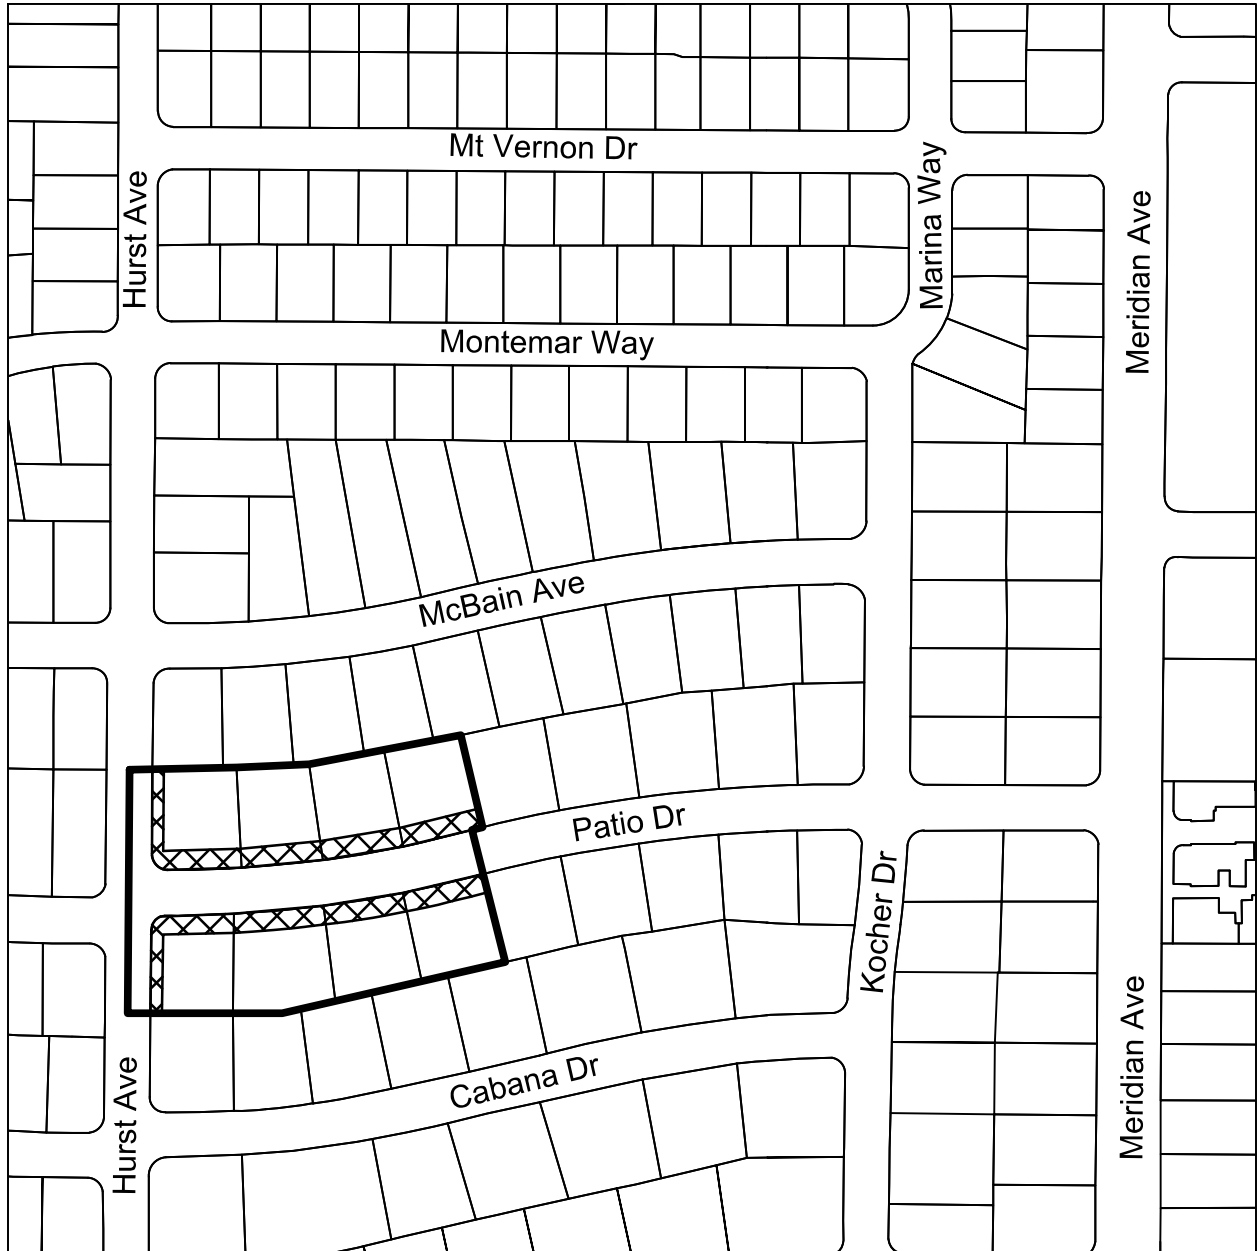 Mt Vernon Dr
Hurst Ave
Marina Way
Meridian Ave
Montemar Way
McBain Ave
Patio Dr
Kocher Dr
Cabana Dr
Hurst Ave
Meridian Ave